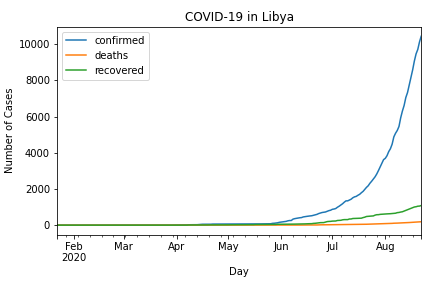 COVID-19 in Libya
confirmed
deaths
recovered
Number of Cases
10000
8000
6000
4000
2000
0
Feb
2020
Mar
Apr
May
Jun
Jul
Aug
Day